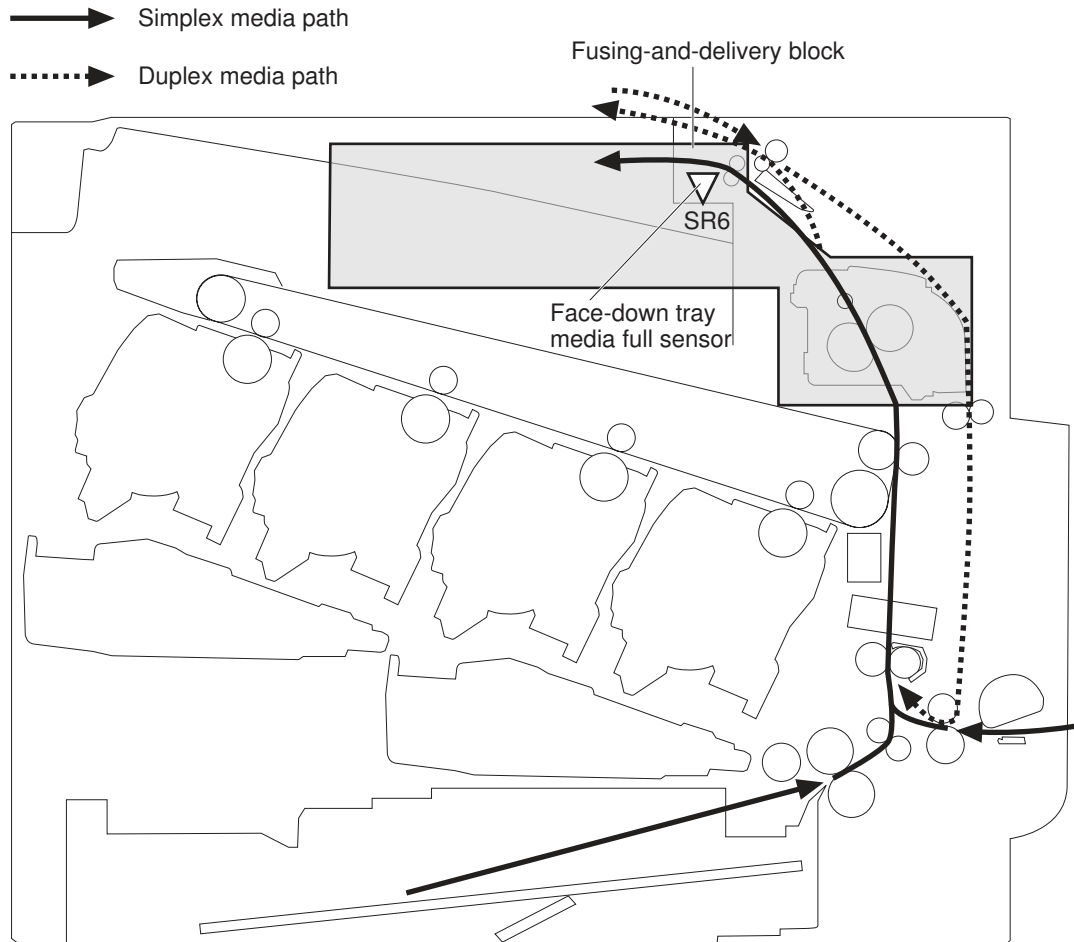 Simplex media path
Duplex media path
Fusing-and-delivery block
SR6
Face-down tray
media full sensor